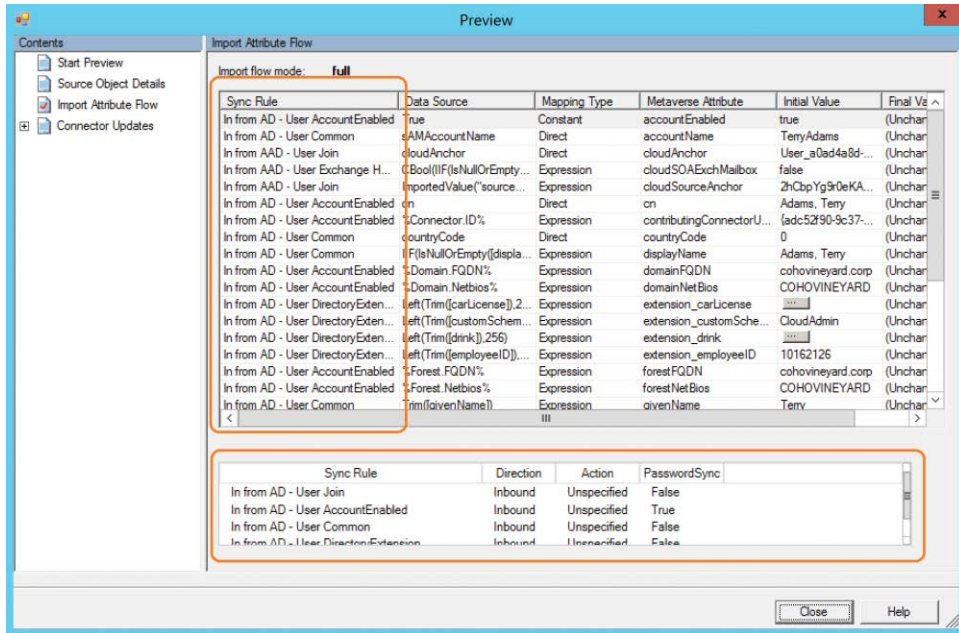 Preview
x
Contents
Start Preview
Source Object Details
Import Attribute Flow
Connector Updates
Import Attribute Flow
Import flow mode: full
Sync Rule Data Source Mapping Type Metaverse Attribute Initial Value Final Va
In from AD - User AccountEnabled True Constant accountEnabled true (Unchar
In from AD - User Common sAMAccountName Direct accountName TerryAdams (Unchar
In from AAD - User Join cloudAnchor Direct cloudAnchor User_a0ad4a8d-... (Unchar
In from AAD - User Exchange H... CBool(IIF(IsNullOrEmpty... Expression cloudSOAExchMailbox false (Unchar
In from AAD - User Join ImportedValue("source... Expression cloudSourceAnchor 2hCbpYg9r0eKA... (Unchar
In from AD - User AccountEnabled cn Direct cn Adams, Terry (Unchar
In from AD - User AccountEnabled %Connector.ID% Expression contributingConnectorU... {adc52f90-9c37-... (Unchar
In from AD - User Common countryCode Direct countryCode 0 (Unchar
In from AD - User Common IIF(IsNullOrEmpty([displa... Expression displayName Adams, Terry (Unchar
In from AD - User AccountEnabled %Domain.FQDN% Expression domainFQDN cohovineyard.corp (Unchar
In from AD - User AccountEnabled %Domain.Netbios% Expression domainNetBios COHOVINEYARD (Unchar
In from AD - User DirectoryExten... Left(Trim([carLicense]),2... Expression extension_carLicense ... (Unchar
In from AD - User DirectoryExten... Left(Trim([customSchem... Expression extension_customSche... CloudAdmin (Unchar
In from AD - User DirectoryExten... Left(Trim([drink]),256) Expression extension_drink ... (Unchar
In from AD - User DirectoryExten... Left(Trim([employeeID]),... Expression extension_employeeID 10162126 (Unchar
In from AD - User AccountEnabled %Forest.FQDN% Expression forestFQDN cohovineyard.corp (Unchar
In from AD - User AccountEnabled %Forest.Netbios% Expression forestNetBios COHOVINEYARD (Unchar
In from AD - User Common Trim([givenName]) Expression givenName Terry (Unchar
Sync Rule Direction Action PasswordSync
In from AD - User Join Inbound Unspecified False
In from AD - User AccountEnabled Inbound Unspecified True
In from AD - User Common Inbound Unspecified False
In from AD - User DirectoryExtension Inbound Unspecified False
Close Help